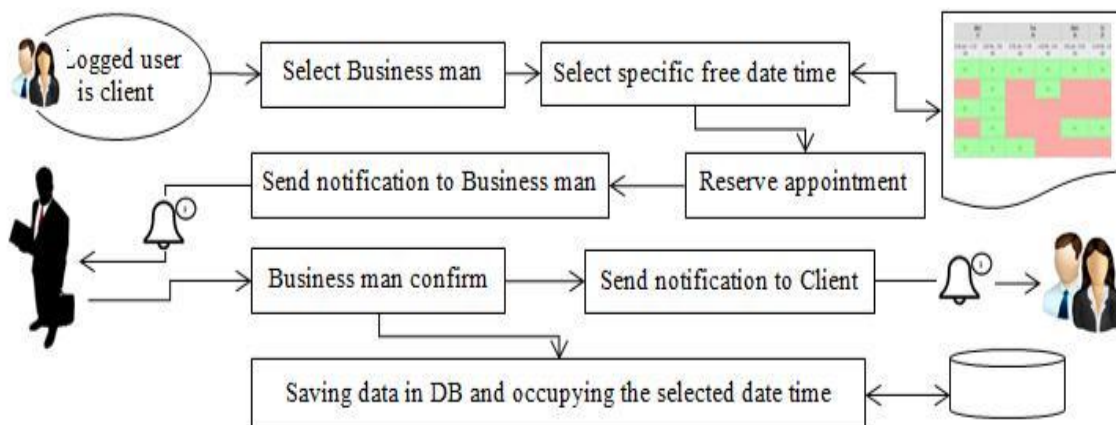 Logged user
is client
Select Business man
Select specific free date time
Send notification to Business man
Reserve appointment
Business man confirm
Send notification to Client
Saving data in DB and occupying the selected date time